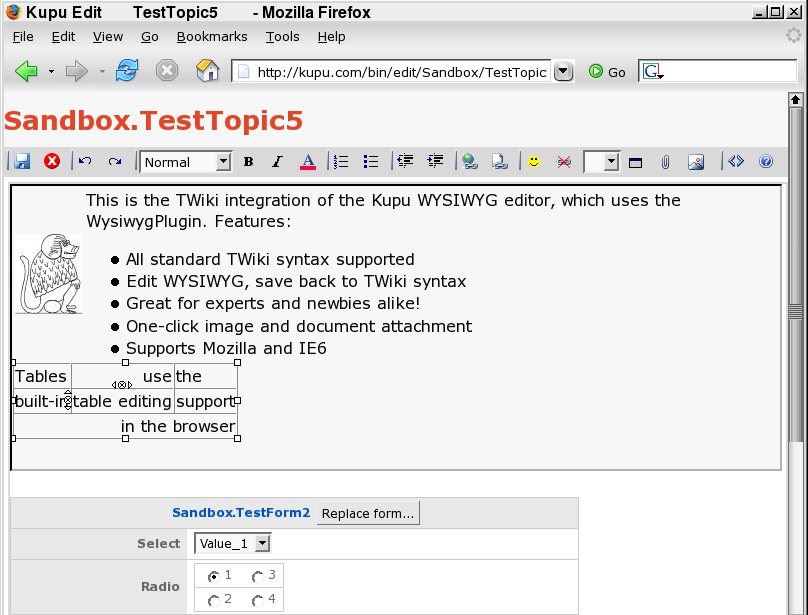 Kupu Edit TestTopic5 - Mozilla Firefox
File Edit View Go Bookmarks Tools Help
http://kupu.com/bin/edit/Sandbox/TestTopic Go G
Sandbox.TestTopic5
Normal B I A
This is the TWiki integration of the Kupu WYSIWYG editor, which uses the
WysiwygPlugin. Features:
All standard TWiki syntax supported
Edit WYSIWYG, save back to TWiki syntax
Great for experts and newbies alike!
One-click image and document attachment
Supports Mozilla and IE6
Tables use the
built-in table editing support
in the browser
Sandbox.TestForm2 Replace form...
Select Value_1
Radio 1 3
2 4